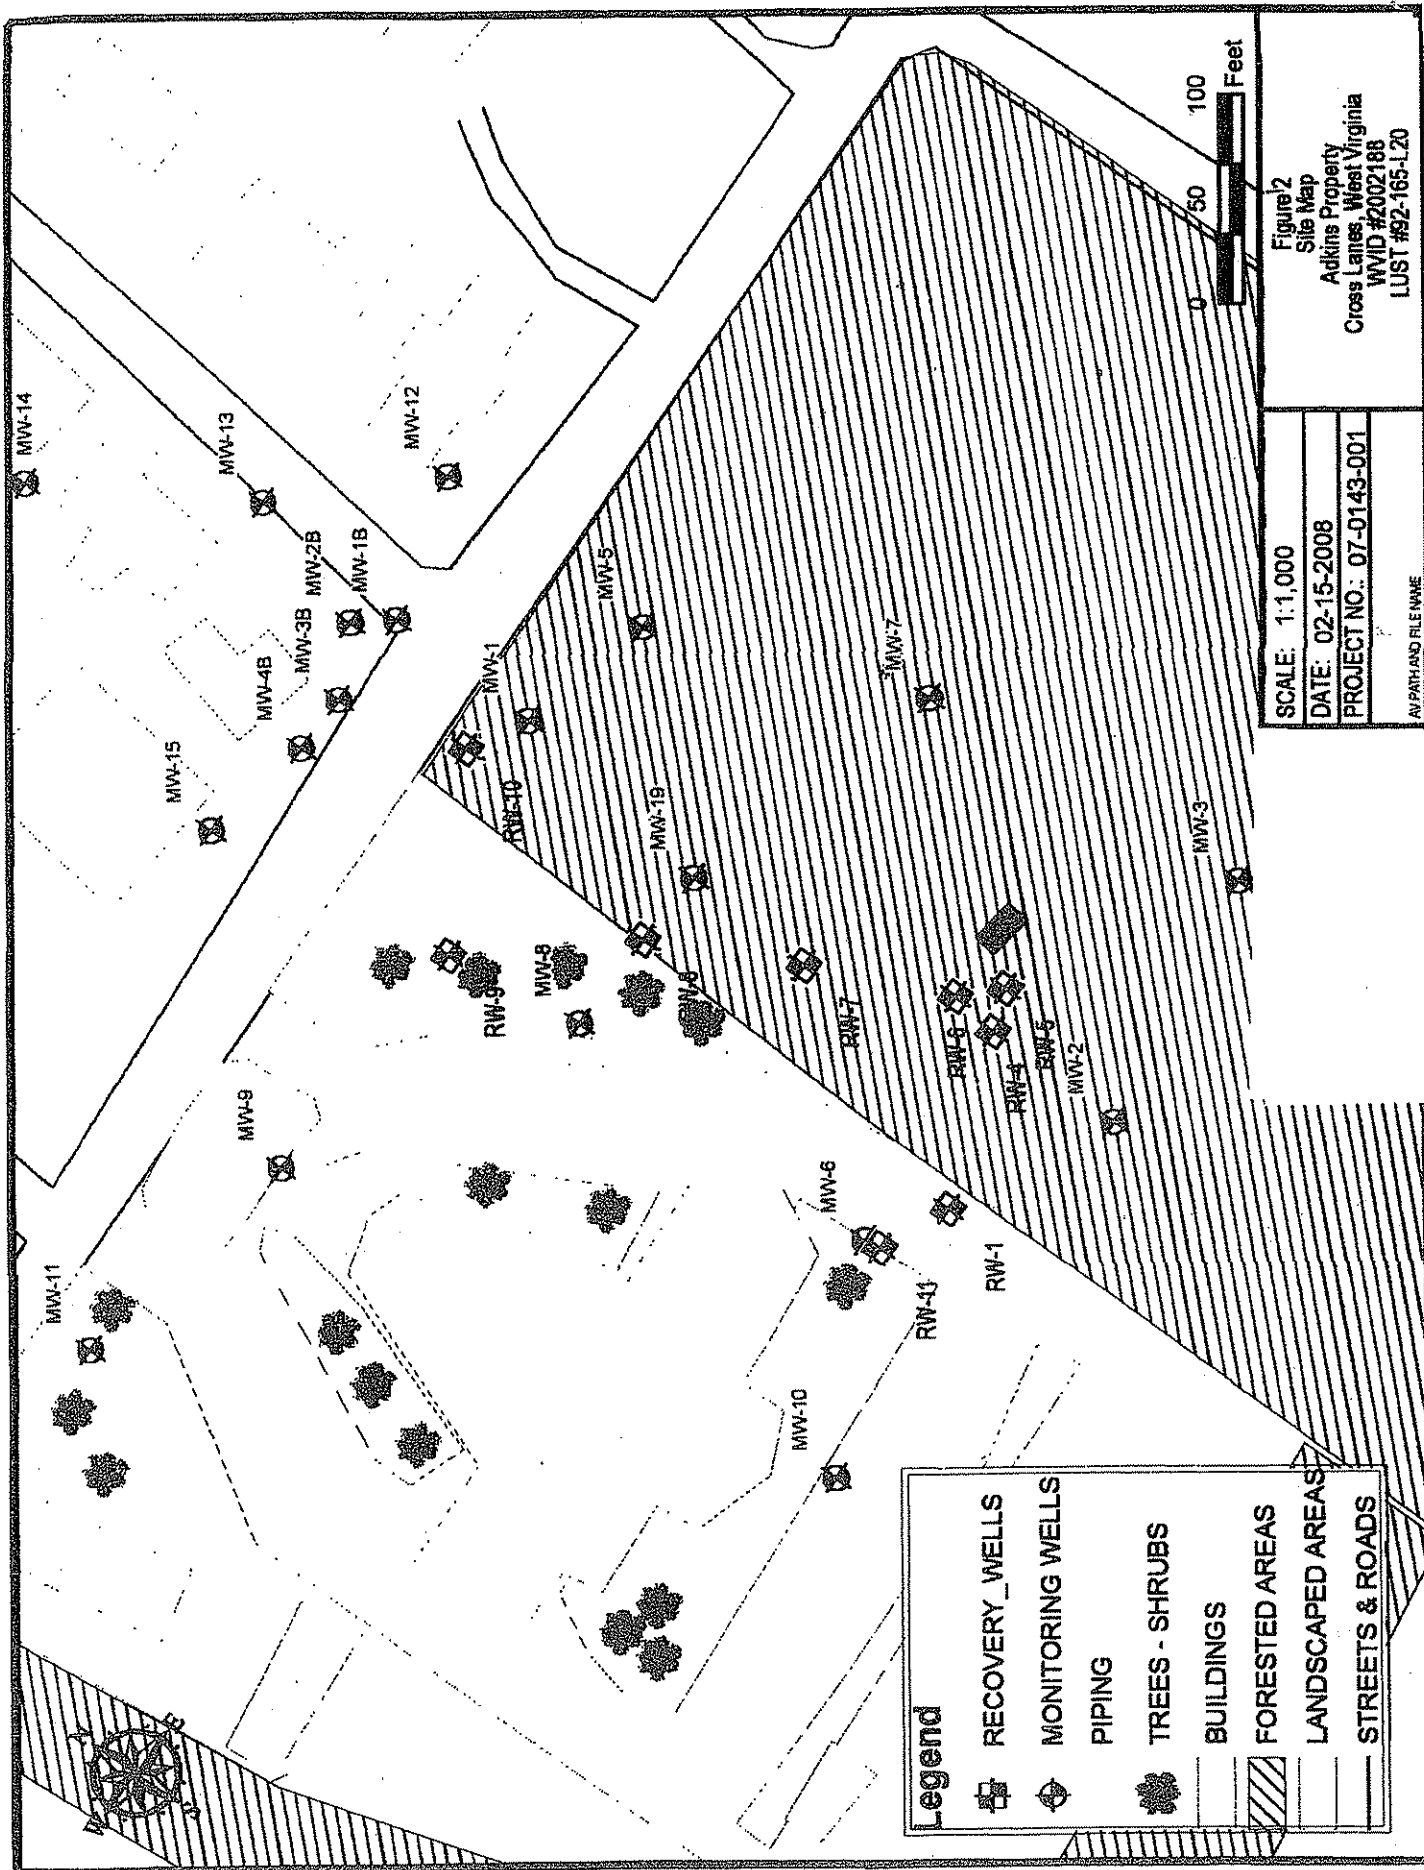 MW-14
MW-13
MW-12
MW-2B
MW-1B
MW-3B
MW-4B
MW-15
MW-5
MW-1
MW-7
RW-10
MW-19
MW-3
MW-8
RW-9
RW-8
RW-7
RW-6
RW-5
RW-4
MW-2
MW-9
MW-6
RW-1
RW-11
MW-11
MW-10
N
E
S
W
Legend
RECOVERY_WELLS
MONITORING WELLS
PIPING
TREES - SHRUBS
BUILDINGS
FORESTED AREAS
LANDSCAPED AREAS
STREETS & ROADS
0 50 100
Feet
SCALE: 1:1,000
DATE: 02-15-2008
PROJECT NO.: 07-0143-001
AV PATH AND FILE NAME
Figure 2
Site Map
Adkins Property
Cross Lanes, West Virginia
WVID #2002188
LUST #92-165-L20